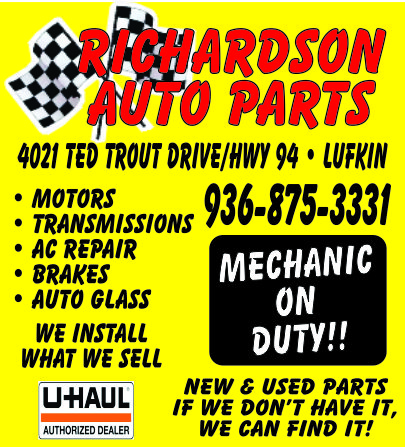 RICHARDSON
AUTO PARTS
4021 TED TROUT DRIVE/HWY 94 • LUFKIN
• MOTORS
• TRANSMISSIONS
• AC REPAIR
• BRAKES
• AUTO GLASS
936-875-3331
MECHANIC
ON
DUTY!!
WE INSTALL
WHAT WE SELL
U-HAUL
AUTHORIZED DEALER
NEW & USED PARTS
IF WE DON'T HAVE IT,
WE CAN FIND IT!